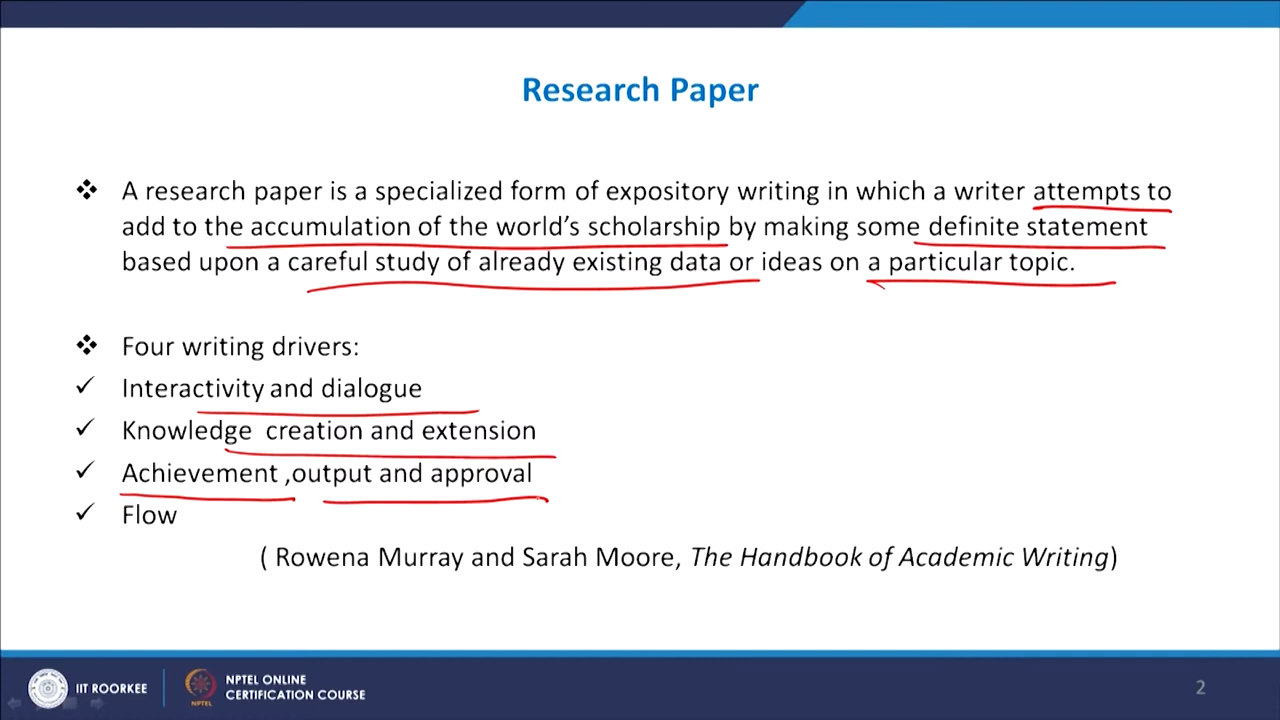 Research Paper
❖ A research paper is a specialized form of expository writing in which a writer attempts to
add to the accumulation of the world’s scholarship by making some definite statement
based upon a careful study of already existing data or ideas on a particular topic.
❖ Four writing drivers:
✓ Interactivity and dialogue
✓ Knowledge creation and extension
✓ Achievement ,output and approval
✓ Flow
( Rowena Murray and Sarah Moore, The Handbook of Academic Writing)
IIT ROORKEE
NPTEL ONLINE
CERTIFICATION COURSE
NPTEL
2